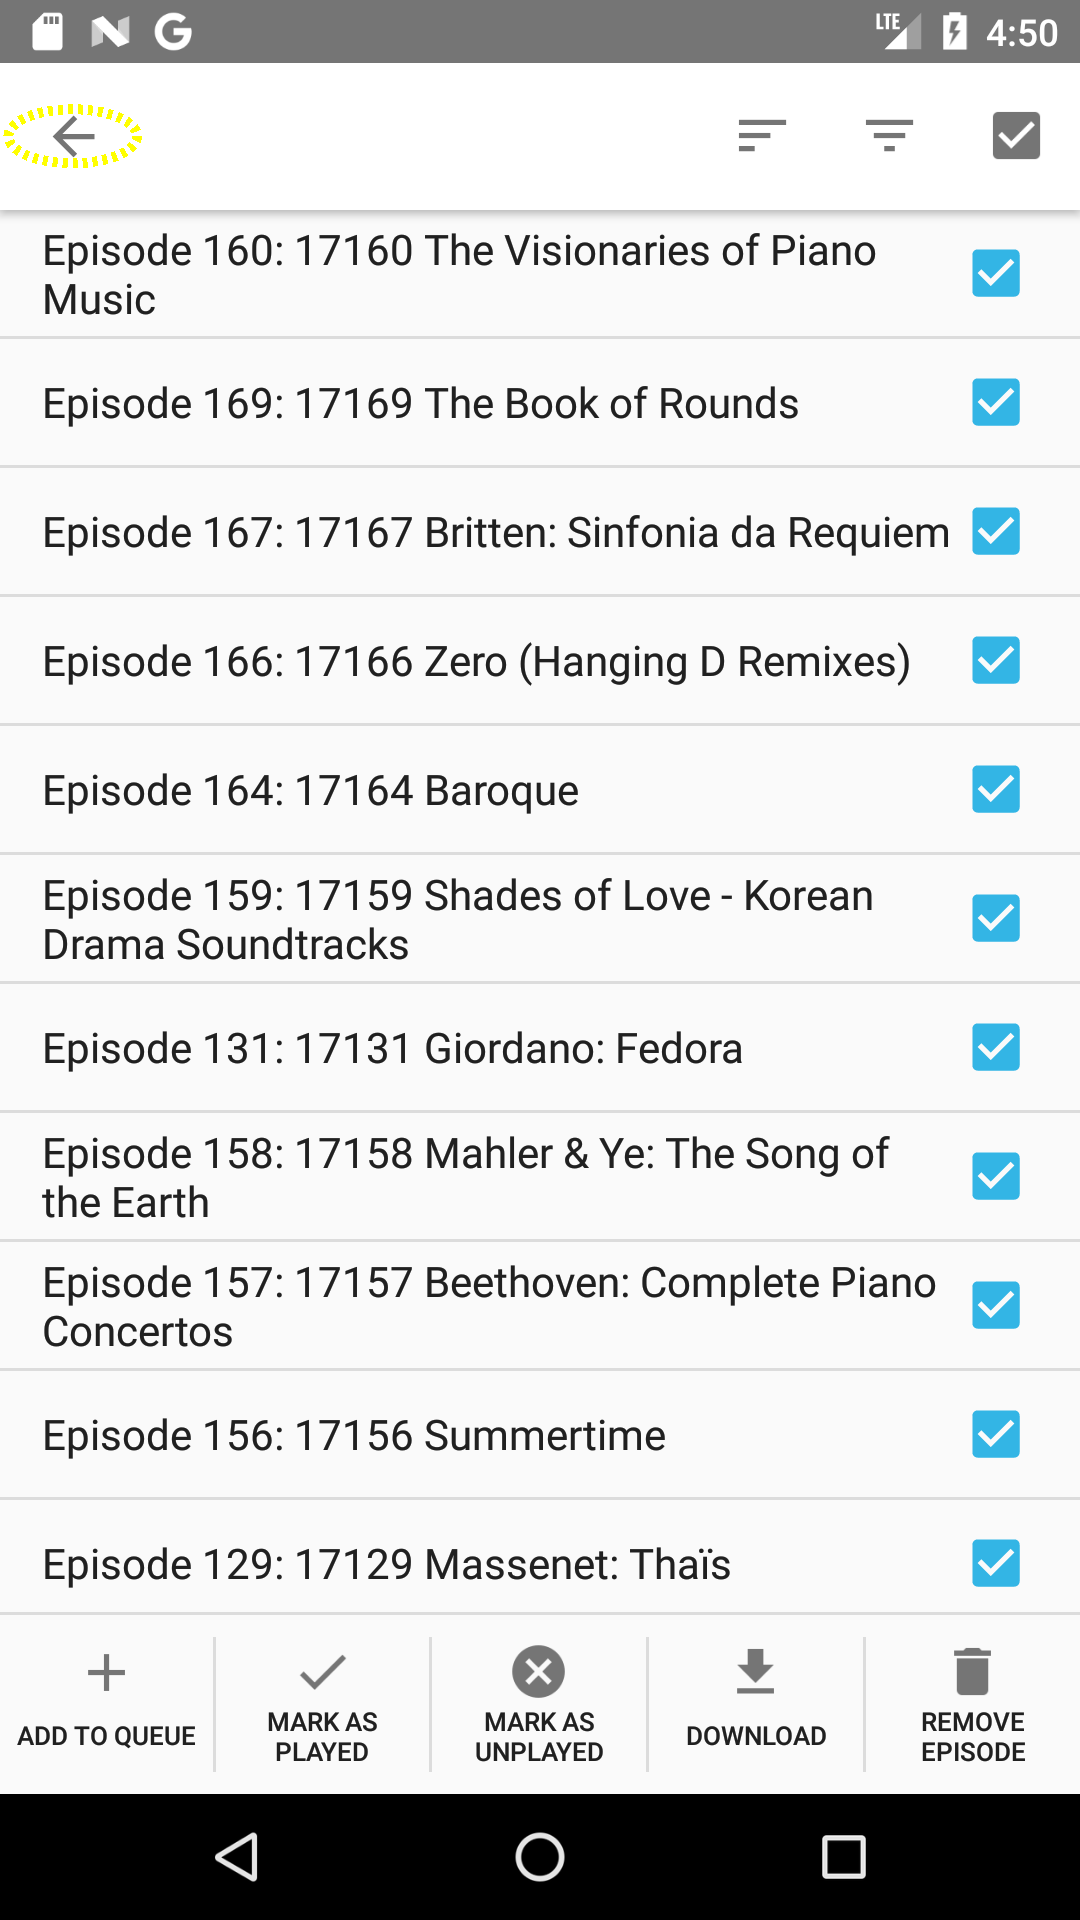 LTE 4:50
Episode 160: 17160 The Visionaries of Piano
Music
Episode 169: 17169 The Book of Rounds
Episode 167: 17167 Britten: Sinfonia da Requiem
Episode 166: 17166 Zero (Hanging D Remixes)
Episode 164: 17164 Baroque
Episode 159: 17159 Shades of Love - Korean
Drama Soundtracks
Episode 131: 17131 Giordano: Fedora
Episode 158: 17158 Mahler & Ye: The Song of
the Earth
Episode 157: 17157 Beethoven: Complete Piano
Concertos
Episode 156: 17156 Summertime
Episode 129: 17129 Massenet: Thaïs
ADD TO QUEUE
MARK AS
PLAYED
MARK AS
UNPLAYED
DOWNLOAD
REMOVE
EPISODE